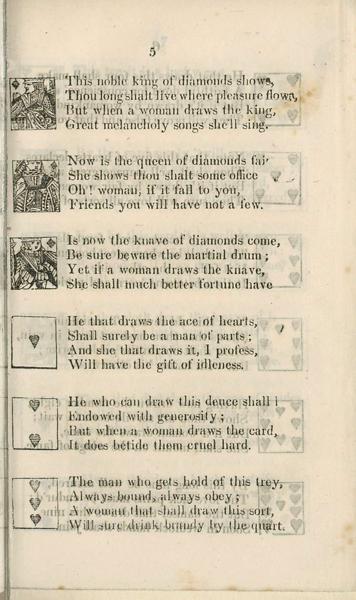 5
This noble king of diamonds shows,
Thou long shalt live where pleasure flows,
But when a woman draws the king,
Great melancholy songs she'll sing.
Now is the queen of diamonds fair
She shows thou shalt some office
Oh! woman, if it fall to you,
Friends you will have not a few.
Is now the knave of diamonds come,
Be sure beware the martial drum;
Yet if a woman draws the knave,
She shall much better fortune have
He that draws the ace of hearts,
Shall surely be a man of parts;
And she that draws it, I profess,
Will have the gift of idleness.
He who can draw this deuce shall
Endowed with generosity;
But when a woman draws the card,
It does betide them cruel hard.
The man who gets hold of this trey,
Always bound, always obey;
A woman that shall draw this sort,
Will sure drink brandy by the quart.